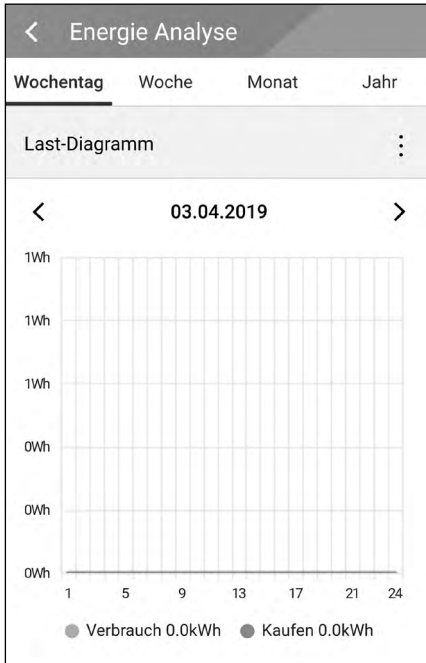 Energie Analyse
Wochentag Woche Monat Jahr
Last-Diagramm
03.04.2019
1Wh
1Wh
1Wh
0Wh
0Wh
0Wh
1 5 9 13 17 21 24
Verbrauch 0.0kWh Kaufen 0.0kWh